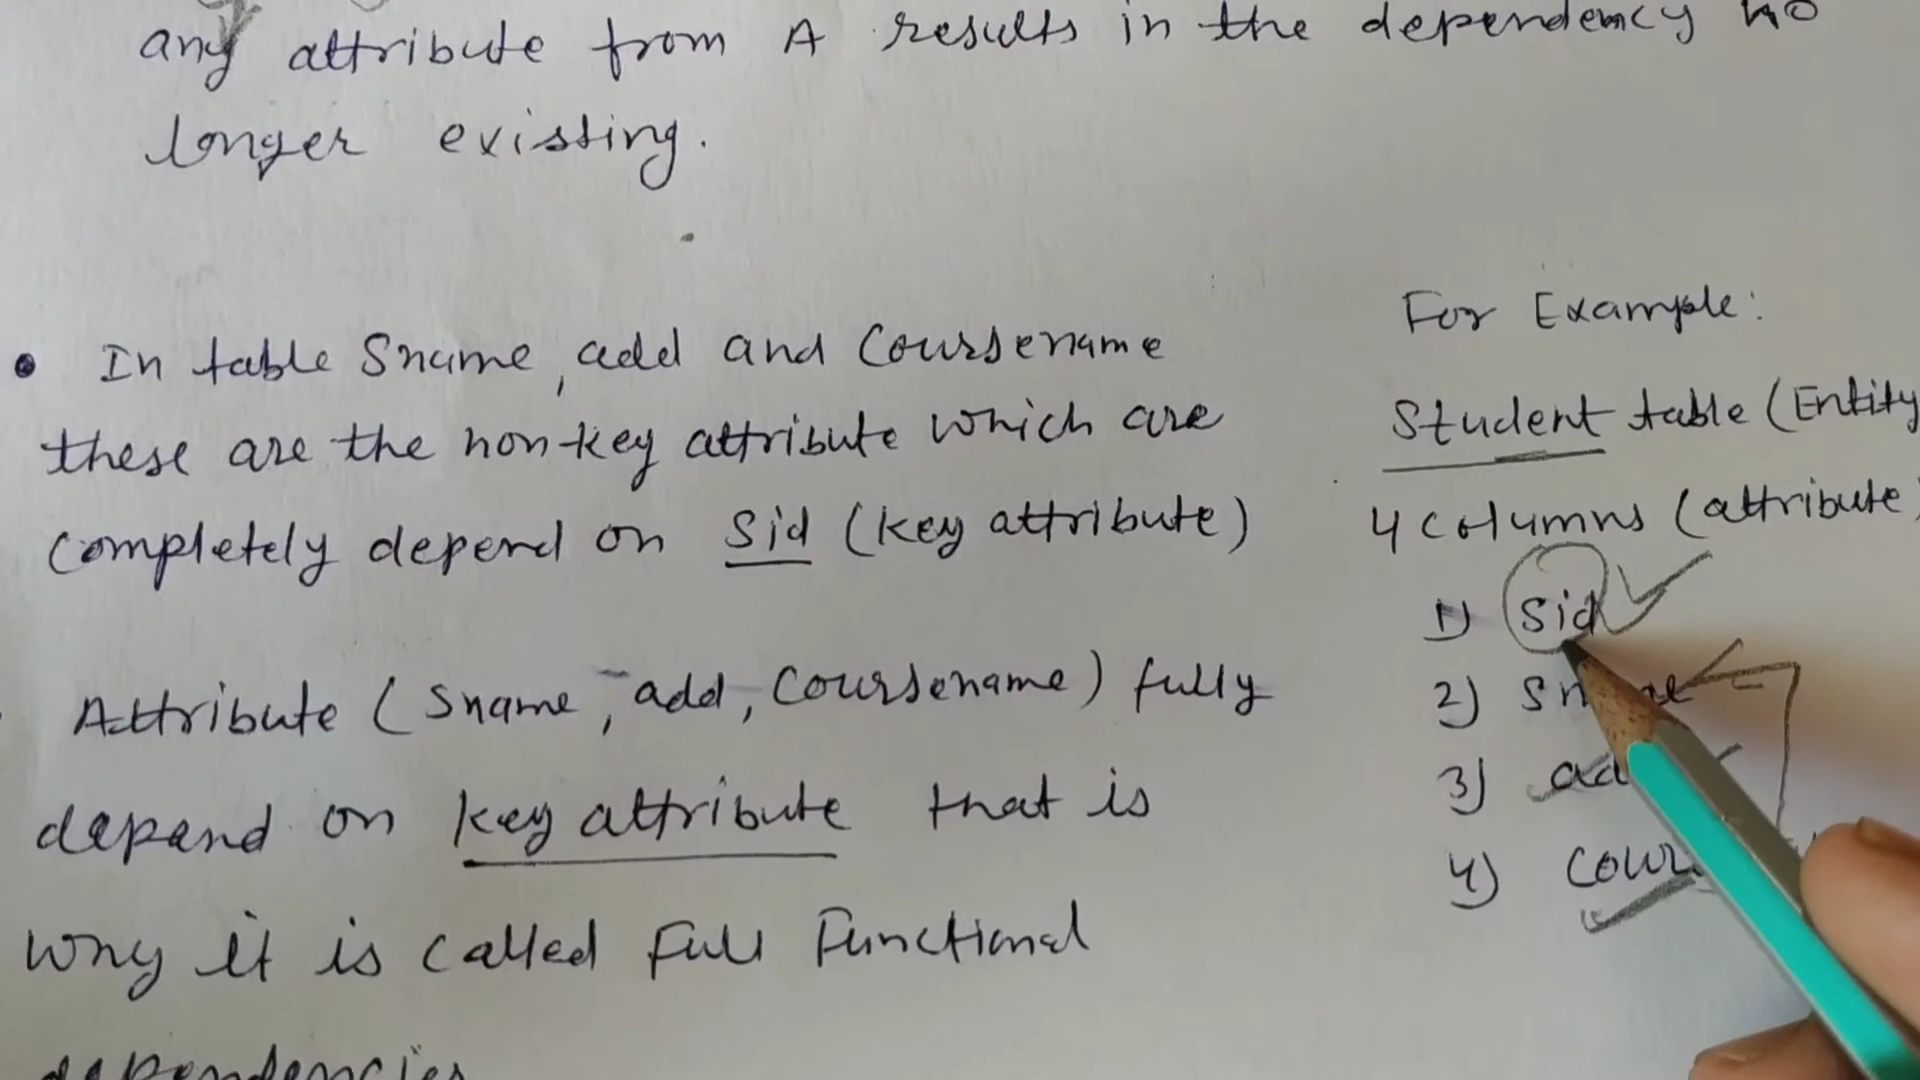 any attribute from A results in the dependency no
longer existing.
• In table Sname, add and Coursename
these are the non-key attribute which are
completely depend on Sid (key attribute)
Attribute (Sname, add, Coursename) fully
depend on key attribute that is
why it is called Full Functional
dependencies
For Example:
Student table (Entity
4 columns (attribute)
1) Sid
2) Sn
3) ad
4) cour